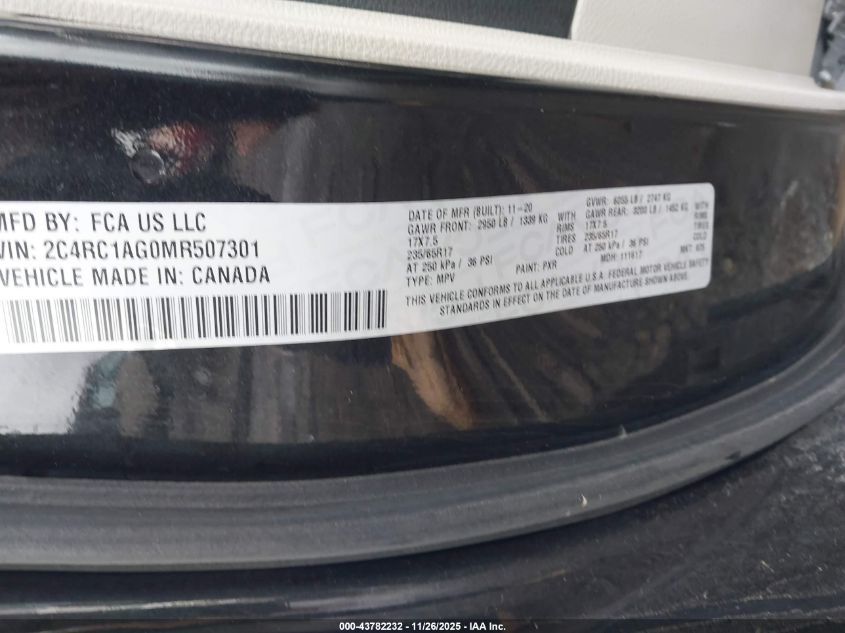 MFD BY: FCA US LLC
VIN: 2C4RC1AG0MR507301
VEHICLE MADE IN: CANADA
DATE OF MFR (BUILT): 11-20
GVWR: 6055 LB / 2747 KG
GAWR FRONT: 2950 LB / 1339 KG
WITH
GAWR REAR: 3200 LB / 1452 KG
WITH
17X7.5
RIMS
17X7.5
RIMS
235/65R17
TIRES
235/65R17
TIRES
AT 250 kPa / 36 PSI
COLD
AT 250 kPa / 36 PSI
COLD
TYPE: MPV
PAINT: PXR
MDH: 111617
THIS VEHICLE CONFORMS TO ALL APPLICABLE U.S.A. FEDERAL MOTOR VEHICLE SAFETY
STANDARDS IN EFFECT ON THE DATE OF MANUFACTURE SHOWN ABOVE.
000-43782232 - 11/26/2025 - IAA Inc.